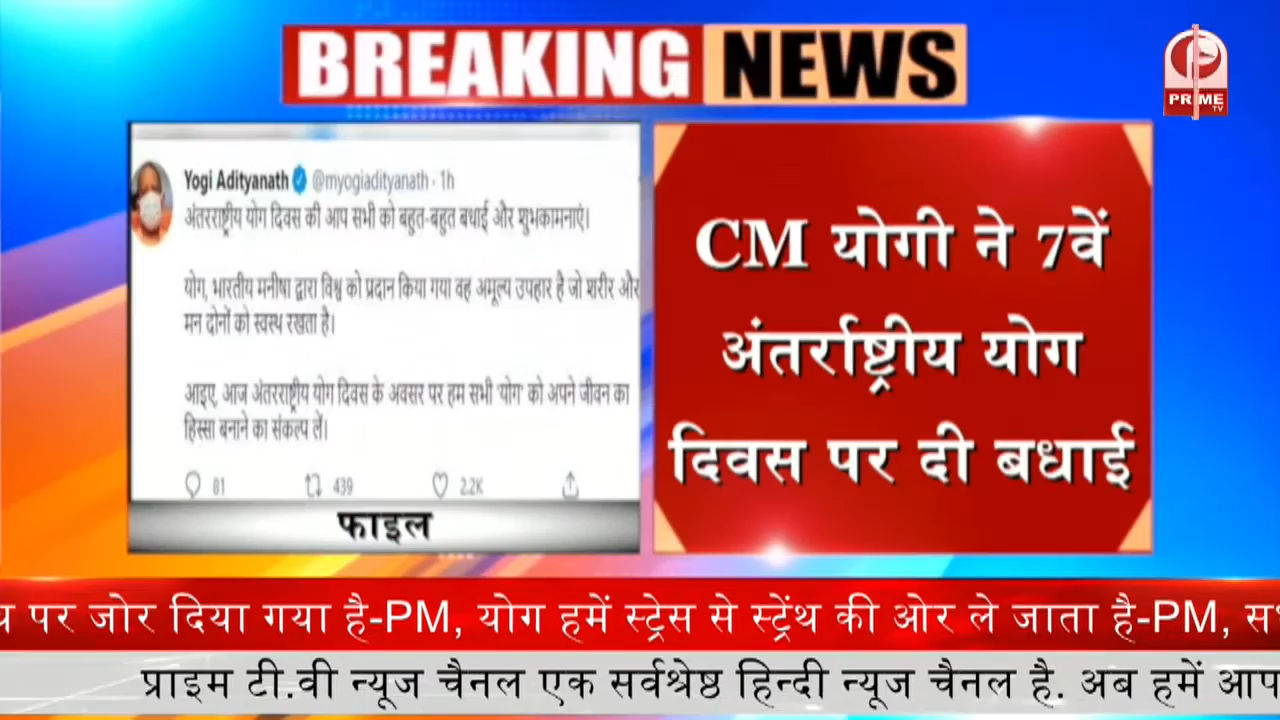 BREAKING NEWS
PRIME
TV
Yogi Adityanath @myogiadityanath · 1h
अंतरराष्ट्रीय योग दिवस की आप सभी को बहुत-बहुत बधाई और शुभकामनाएं।
योग, भारतीय मनीषा द्वारा विश्व को प्रदान किया गया वह अमूल्य उपहार है जो शरीर और
मन दोनों को स्वस्थ रखता है।
आइए, आज अंतरराष्ट्रीय योग दिवस के अवसर पर हम सभी 'योग' को अपने जीवन का
हिस्सा बनाने का संकल्प लें।
81 439 2.2K
फाइल
CM योगी ने 7वें
अंतर्राष्ट्रीय योग
दिवस पर दी बधाई
पर जोर दिया गया है-PM, योग हमें स्ट्रेस से स्ट्रेंथ की ओर ले जाता है-PM,
प्राइम टी.वी न्यूज चैनल एक सर्वश्रेष्ठ हिन्दी न्यूज चैनल है. अब हमें आप